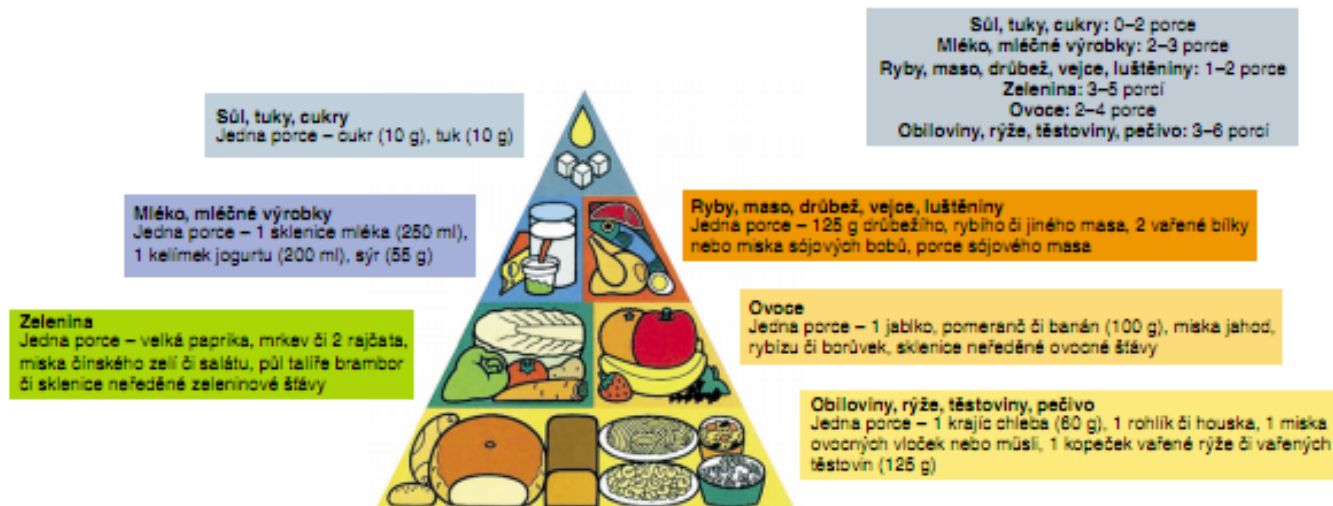 Sůl, tuky, cukry: 0–2 porce
Mléko, mléčné výrobky: 2–3 porce
Ryby, maso, drůbež, vejce, luštěniny: 1–2 porce
Zelenina: 3–5 porcí
Ovoce: 2–4 porce
Obiloviny, rýže, těstoviny, pečivo: 3–6 porcí
Sůl, tuky, cukry
Jedna porce – cukr (10 g), tuk (10 g)
Mléko, mléčné výrobky
Jedna porce – 1 sklenice mléka (250 ml),
1 kelímek jogurtu (200 ml), sýr (55 g)
Ryby, maso, drůbež, vejce, luštěniny
Jedna porce – 125 g drůbežího, rybího či jiného masa, 2 vařené bílky
nebo miska sójových bobů, porce sójového masa
Zelenina
Jedna porce – velká paprika, mrkev či 2 rajčata,
miska čínského zelí či salátu, půl talíře brambor
či sklenice neředěné zeleninové šťávy
Ovoce
Jedna porce – 1 jablko, pomeranč či banán (100 g), miska jahod,
rybízu či borůvek, sklenice neředěné ovocné šťávy
Obiloviny, rýže, těstoviny, pečivo
Jedna porce – 1 krajíc chleba (60 g), 1 rohlík či houska, 1 miska
ovocných vloček nebo müsli, 1 kopeček vařené rýže či vařených
těstovin (125 g)